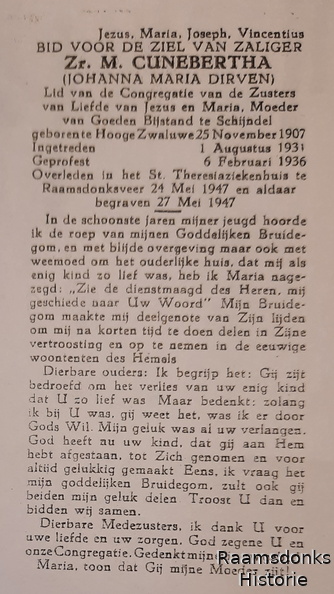 Jezus, Maria, Joseph, Vincentius
BID VOOR DE ZIEL VAN ZALIGER
Zr. M. CUNEBERTHA
(JOHANNA MARIA DIRVEN)
Lid van de Congregatie van de Zusters
van Liefde van Jezus en Maria, Moeder
van Goeden Bijstand te Schijndel
geboren te Hooge Zwaluwe 25 November 1907
Ingetreden 1 Augustus 1931
Geprofest 6 Februari 1936
Overleden in het St. Theresiaziekenhuis te
Raamsdonksveer 24 Mei 1947 en aldaar
begraven 27 Mei 1947
In de schoonste jaren mijner jeugd hoorde
ik de roep van mijnen Goddelijken Bruide-
gom, en met blijde overgeving maar ook met
weemoed om het ouderlijke huis, dat mij als
enig kind zo lief was, heb ik Maria nage-
zegd: „Zie de dienstmaagd des Heren, mij
geschiede naar Uw Woord” Mijn Bruide-
gom maakte mij deelgenote van Zijn lijden
om mij na korten tijd te doen delen in Zijne
vertroosting en op te nemen in de eeuwige
woontenten des Hemels
Dierbare ouders: Ik begrijp het: Gij zijt
bedroefd om het verlies van uw enig kind
dat U zo lief was Maar bedenkt: zolang
ik bij U was, gij weet het, was ik er door
Gods Wil. Mijn geluk was al uw verlangen.
God heeft nu uw kind, dat gij aan Hem
hebt afgestaan, tot Zich genomen en voor
altijd gelukkig gemaakt Eens, ik vraag het
mijn goddelijken Bruidegom, zult ook gij
beiden mijn geluk delen Troost U dan en
bidden wij samen.
Dierbare Medezusters, ik dank U voor
uwe liefde en uw zorgen. God zegene U en
onze Congregatie. Gedenkt mijner
Maria, toon dat Gij mijne Moeder zijt!
Raamsdonks
Historie